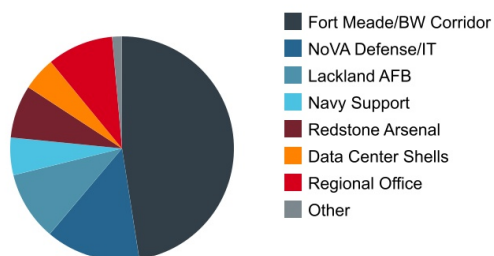 Fort Meade/BW Corridor
NoVA Defense/IT
Lackland AFB
Navy Support
Redstone Arsenal
Data Center Shells
Regional Office
Other